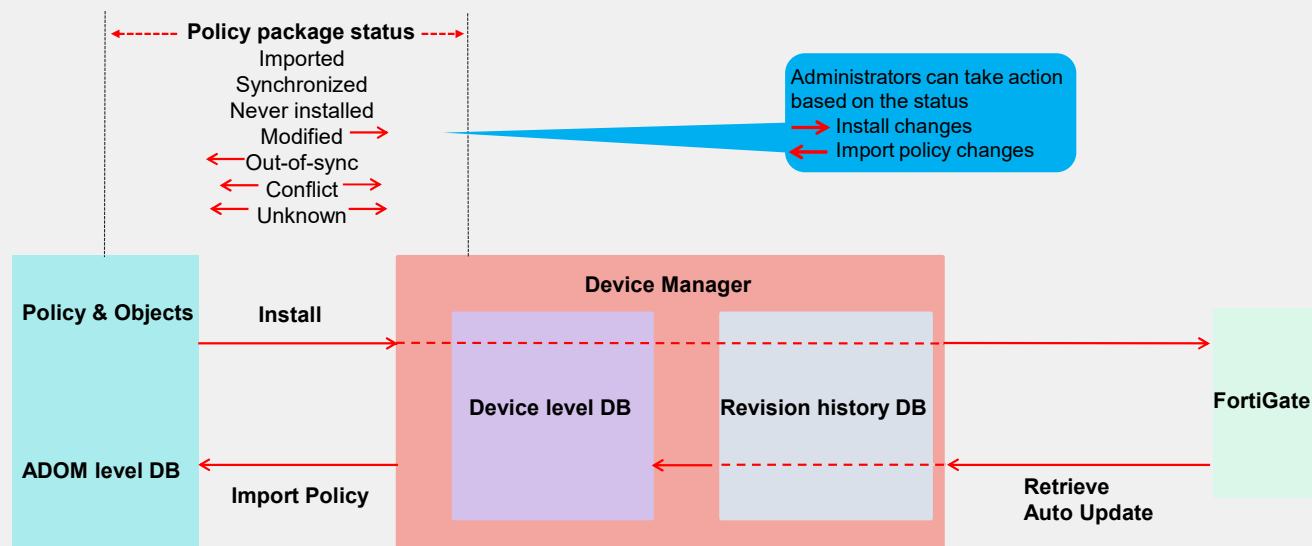 Policy package status
Imported
Synchronized
Never installed
Modified
Out-of-sync
Conflict
Unknown
Administrators can take action
based on the status
Install changes
Import policy changes
Device Manager
Policy & Objects
Install
Device level DB
Revision history DB
FortiGate
ADOM level DB
Import Policy
Retrieve
Auto Update